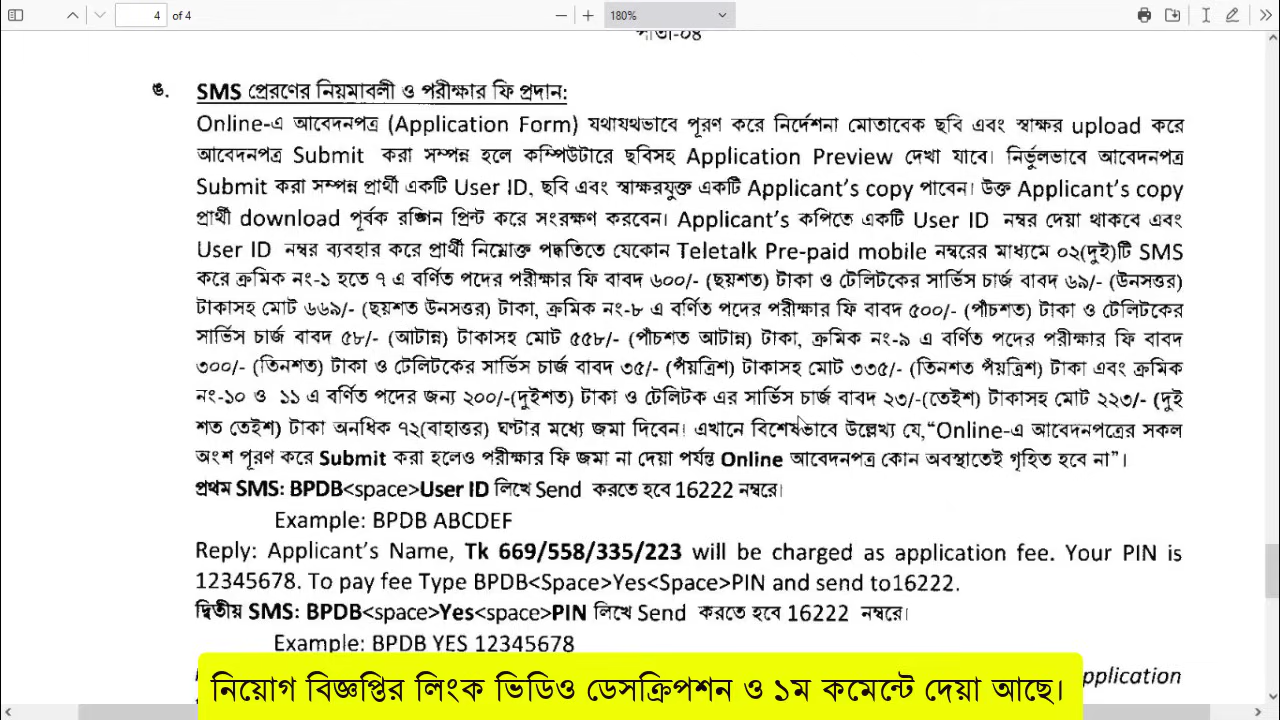 4 of 4
180%
পাতা-০৪
ঙ. SMS প্রেরণের নিয়মাবলী ও পরীক্ষার ফি প্রদান:
Online-এ আবেদনপত্র (Application Form) যথাযথভাবে পূরণ করে নির্দেশনা মোতাবেক ছবি এবং স্বাক্ষর upload করে
আবেদনপত্র Submit করা সম্পন্ন হলে কম্পিউটারে ছবিসহ Application Preview দেখা যাবে। নির্ভুলভাবে আবেদনপত্র
Submit করা সম্পন্ন প্রার্থী একটি User ID, ছবি এবং স্বাক্ষরযুক্ত একটি Applicant's copy পাবেন। উক্ত Applicant's copy
প্রার্থী download পূর্বক রঙ্গিন প্রিন্ট করে সংরক্ষণ করবেন। Applicant's কপিতে একটি User ID নম্বর দেয়া থাকবে এবং
User ID নম্বর ব্যবহার করে প্রার্থী নিম্নোক্ত পদ্ধতিতে যেকোন Teletalk Pre-paid mobile নম্বরের মাধ্যমে ০২(দুই)টি SMS
করে ক্রমিক নং-১ হতে ৭ এ বর্ণিত পদের পরীক্ষার ফি বাবদ ৬০০/- (ছয়শত) টাকা ও টেলিটকের সার্ভিস চার্জ বাবদ ৬৯/- (উনসত্তর)
টাকাসহ মোট ৬৬৯/- (ছয়শত উনসত্তর) টাকা, ক্রমিক নং-৮ এ বর্ণিত পদের পরীক্ষার ফি বাবদ ৫০০/- (পাঁচশত) টাকা ও টেলিটকের
সার্ভিস চার্জ বাবদ ৫৮/- (আটান্ন) টাকাসহ মোট ৫৫৮/- (পাঁচশত আটান্ন) টাকা, ক্রমিক নং-৯ এ বর্ণিত পদের পরীক্ষার ফি বাবদ
৩০০/- (তিনশত) টাকা ও টেলিটকের সার্ভিস চার্জ বাবদ ৩৫/- (পঁয়ত্রিশ) টাকাসহ মোট ৩৩৫/- (তিনশত পঁয়ত্রিশ) টাকা এবং ক্রমিক
নং-১০ ও ১১ এ বর্ণিত পদের জন্য ২০০/-(দুইশত) টাকা ও টেলিটক এর সার্ভিস চার্জ বাবদ ২৩/-(তেইশ) টাকাসহ মোট ২২৩/- (দুই
শত তেইশ) টাকা অনধিক ৭২(বাহাত্তর) ঘণ্টার মধ্যে জমা দিবেন। এখানে বিশেষভাবে উল্লেখ্য যে,“Online-এ আবেদনপত্রের সকল
অংশ পূরণ করে Submit করা হলেও পরীক্ষার ফি জমা না দেয়া পর্যন্ত Online আবেদনপত্র কোন অবস্থাতেই গৃহিত হবে না”।
প্রথম SMS: BPDB<space>User ID লিখে Send করতে হবে 16222 নম্বরে।
Example: BPDB ABCDEF
Reply: Applicant's Name, Tk 669/558/335/223 will be charged as application fee. Your PIN is
12345678. To pay fee Type BPDB<Space>Yes<Space>PIN and send to16222.
দ্বিতীয় SMS: BPDB<space>Yes<space>PIN লিখে Send করতে হবে 16222 নম্বরে।
Example: BPDB YES 12345678
pplication
নিয়োগ বিজ্ঞপ্তির লিংক ভিডিও ডেসক্রিপশন ও ১ম কমেন্টে দেয়া আছে।